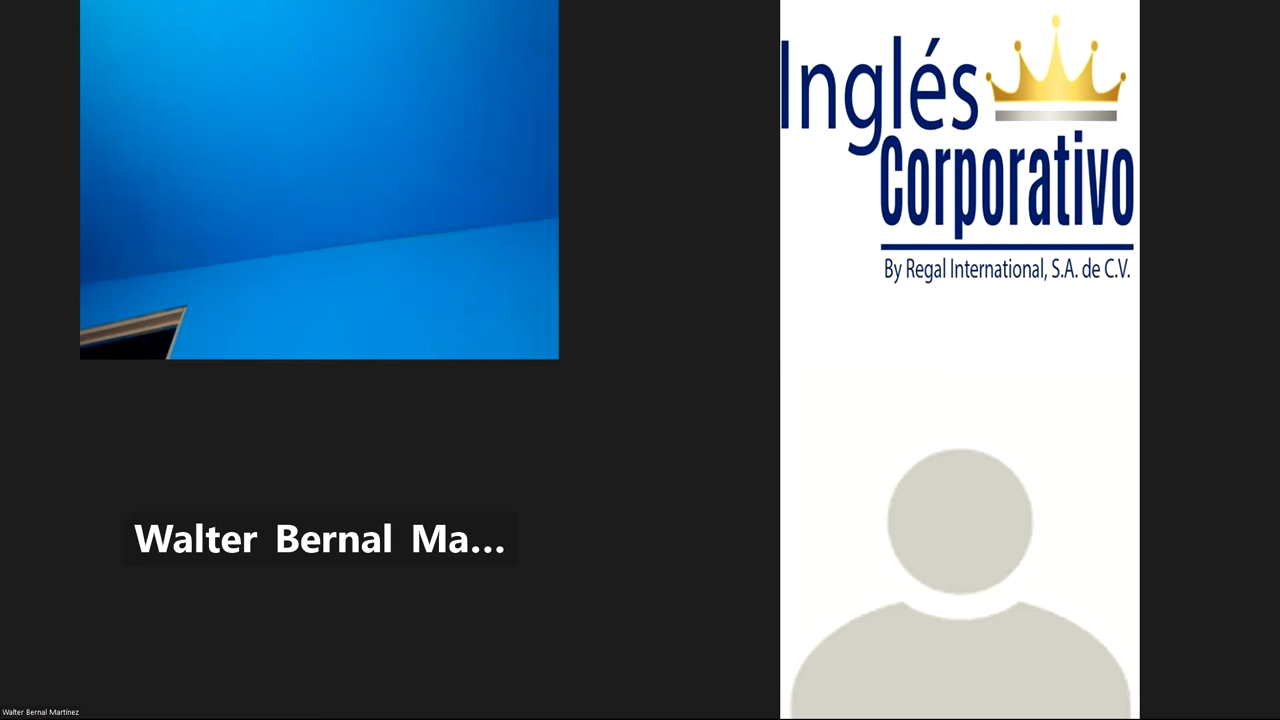 Inglés
Corporativo
By Regal International, S.A. de C.V.
Walter Bernal Ma...
Walter Bernal Martínez